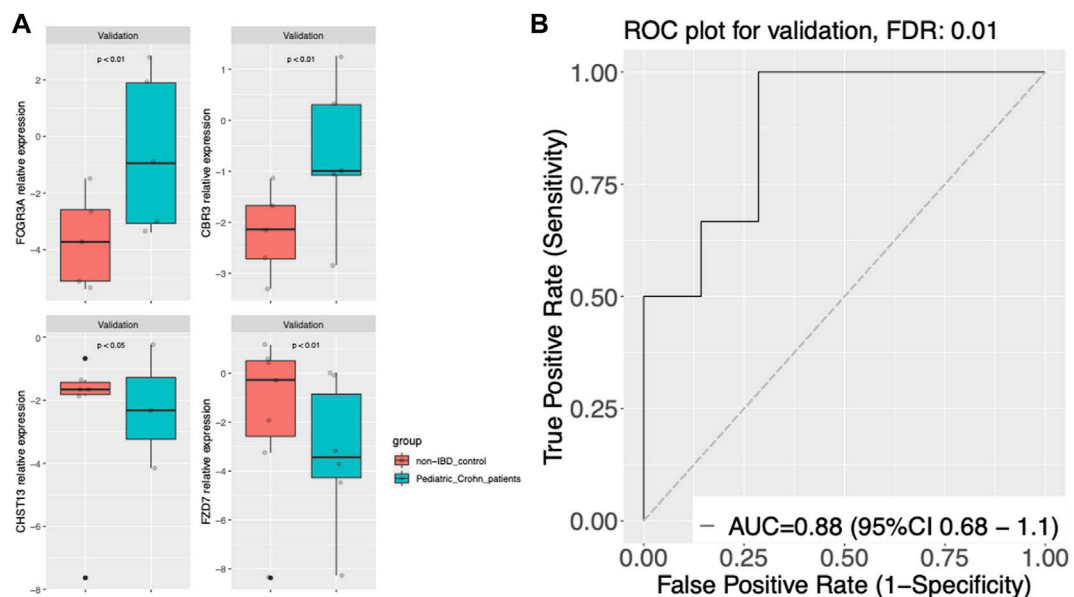 A
Validation
p < 0.01
FCGR3A relative expression
2
0
−2
−4
Validation
p < 0.01
CBR3 relative expression
1
0
−1
−2
−3
Validation
p < 0.05
CHST13 relative expression
0
−2
−4
−6
−8
Validation
p < 0.01
FZD7 relative expression
0
−2
−4
−6
−8
group
non−IBD_control
Pediatric_Crohn_patients
B
ROC plot for validation, FDR: 0.01
True Positive Rate (Sensitivity)
1.00
0.75
0.50
0.25
0.00
AUC=0.88 (95%CI 0.68 − 1.1)
0.00 0.25 0.50 0.75 1.00
False Positive Rate (1−Specificity)